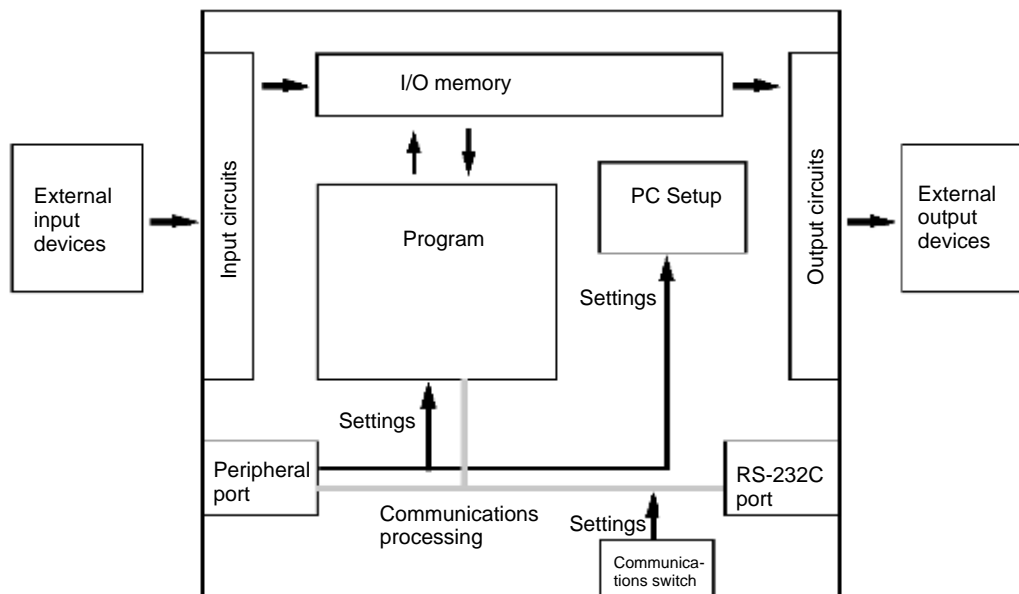 I/O memory
External
input
devices
Input circuits
Program
PC Setup
Output circuits
External
output
devices
Settings
Settings
Peripheral
port
RS-232C
port
Communications
processing
Settings
Communica-
tions switch